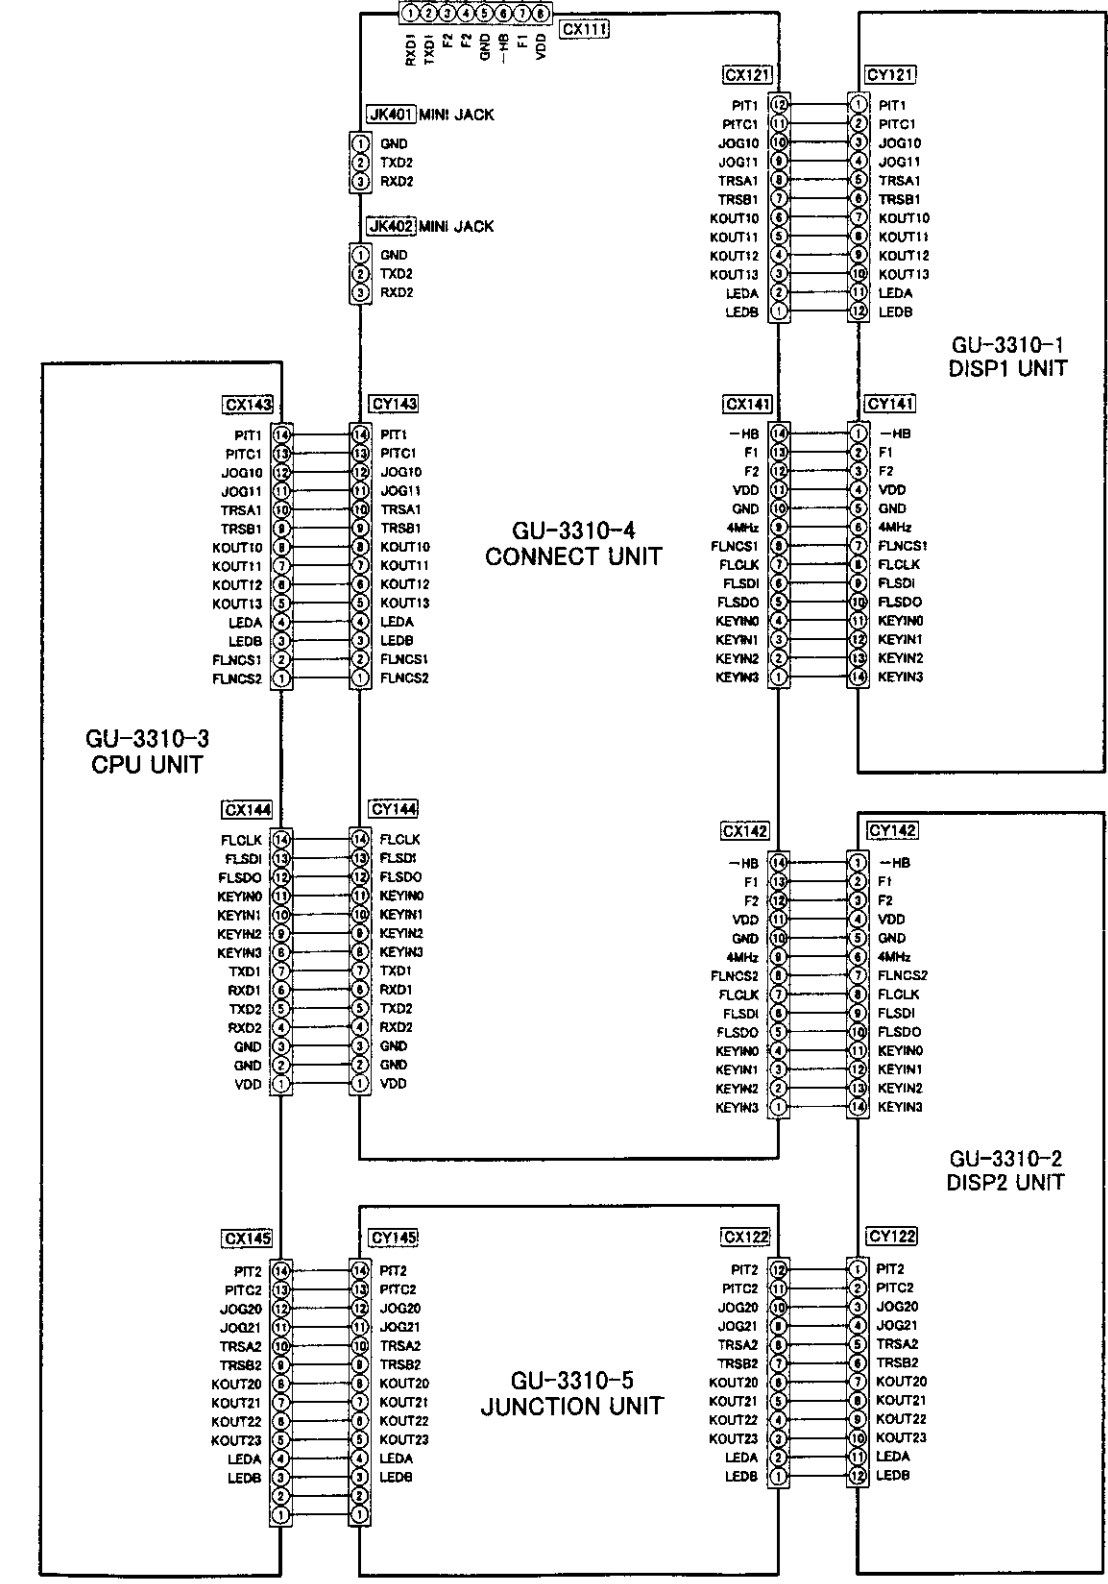 ① ② ③ ④ ⑤ ⑥ ⑦ ⑧ CX111
RXD1 TXD1 F2 F2 GND −HB F1 VDD
JK401 MINI JACK
① GND
② TXD2
③ RXD2
JK402 MINI JACK
① GND
② TXD2
③ RXD2
CX121 CY121
PIT1 ⑫ ① PIT1
PITC1 ⑪ ② PITC1
JOG10 ⑩ ③ JOG10
JOG11 ⑨ ④ JOG11
TRSA1 ⑧ ⑤ TRSA1
TRSB1 ⑦ ⑥ TRSB1
KOUT10 ⑥ ⑦ KOUT10
KOUT11 ⑤ ⑧ KOUT11
KOUT12 ④ ⑨ KOUT12
KOUT13 ③ ⑩ KOUT13
LEDA ② ⑪ LEDA
LEDB ① ⑫ LEDB
GU-3310-1
DISP1 UNIT
CX143 CY143
PIT1 ⑭ ⑭ PIT1
PITC1 ⑬ ⑬ PITC1
JOG10 ⑫ ⑫ JOG10
JOG11 ⑪ ⑪ JOG11
TRSA1 ⑩ ⑩ TRSA1
TRSB1 ⑨ ⑨ TRSB1
KOUT10 ⑧ ⑧ KOUT10
KOUT11 ⑦ ⑦ KOUT11
KOUT12 ⑥ ⑥ KOUT12
KOUT13 ⑤ ⑤ KOUT13
LEDA ④ ④ LEDA
LEDB ③ ③ LEDB
FLNCS1 ② ② FLNCS1
FLNCS2 ① ① FLNCS2
GU-3310-4
CONNECT UNIT
CX141 CY141
−HB ⑭ ① −HB
F1 ⑬ ② F1
F2 ⑫ ③ F2
VDD ⑪ ④ VDD
GND ⑩ ⑤ GND
4MHz ⑨ ⑥ 4MHz
FLNCS1 ⑧ ⑦ FLNCS1
FLCLK ⑦ ⑧ FLCLK
FLSDI ⑥ ⑨ FLSDI
FLSDO ⑤ ⑩ FLSDO
KEYIN0 ④ ⑪ KEYIN0
KEYIN1 ③ ⑫ KEYIN1
KEYIN2 ② ⑬ KEYIN2
KEYIN3 ① ⑭ KEYIN3
GU-3310-3
CPU UNIT
CX144 CY144
FLCLK ⑭ ⑭ FLCLK
FLSDI ⑬ ⑬ FLSDI
FLSDO ⑫ ⑫ FLSDO
KEYIN0 ⑪ ⑪ KEYIN0
KEYIN1 ⑩ ⑩ KEYIN1
KEYIN2 ⑨ ⑨ KEYIN2
KEYIN3 ⑧ ⑧ KEYIN3
TXD1 ⑦ ⑦ TXD1
RXD1 ⑥ ⑥ RXD1
TXD2 ⑤ ⑤ TXD2
RXD2 ④ ④ RXD2
GND ③ ③ GND
GND ② ② GND
VDD ① ① VDD
CX142 CY142
−HB ⑭ ① −HB
F1 ⑬ ② F1
F2 ⑫ ③ F2
VDD ⑪ ④ VDD
GND ⑩ ⑤ GND
4MHz ⑨ ⑥ 4MHz
FLNCS2 ⑧ ⑦ FLNCS2
FLCLK ⑦ ⑧ FLCLK
FLSDI ⑥ ⑨ FLSDI
FLSDO ⑤ ⑩ FLSDO
KEYIN0 ④ ⑪ KEYIN0
KEYIN1 ③ ⑫ KEYIN1
KEYIN2 ② ⑬ KEYIN2
KEYIN3 ① ⑭ KEYIN3
GU-3310-2
DISP2 UNIT
CX145 CY145
PIT2 ⑭ ⑭ PIT2
PITC2 ⑬ ⑬ PITC2
JOG20 ⑫ ⑫ JOG20
JOG21 ⑪ ⑪ JOG21
TRSA2 ⑩ ⑩ TRSA2
TRSB2 ⑨ ⑨ TRSB2
KOUT20 ⑧ ⑧ KOUT20
KOUT21 ⑦ ⑦ KOUT21
KOUT22 ⑥ ⑥ KOUT22
KOUT23 ⑤ ⑤ KOUT23
LEDA ④ ④ LEDA
LEDB ③ ③ LEDB
② ②
① ①
GU-3310-5
JUNCTION UNIT
CX122 CY122
PIT2 ⑫ ① PIT2
PITC2 ⑪ ② PITC2
JOG20 ⑩ ③ JOG20
JOG21 ⑨ ④ JOG21
TRSA2 ⑧ ⑤ TRSA2
TRSB2 ⑦ ⑥ TRSB2
KOUT20 ⑥ ⑦ KOUT20
KOUT21 ⑤ ⑧ KOUT21
KOUT22 ④ ⑨ KOUT22
KOUT23 ③ ⑩ KOUT23
LEDA ② ⑪ LEDA
LEDB ① ⑫ LEDB